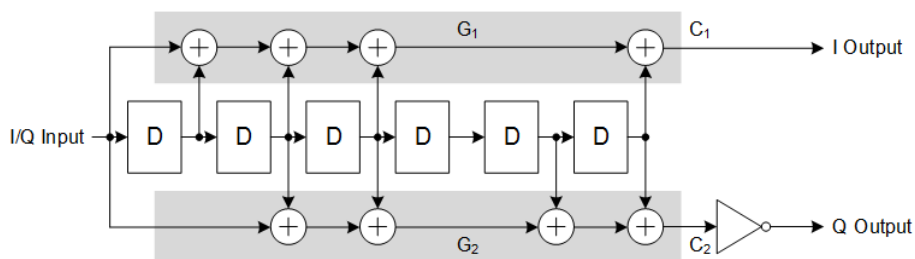 G1 C1
I Output
I/Q Input D D D D D D
G2 C2
Q Output